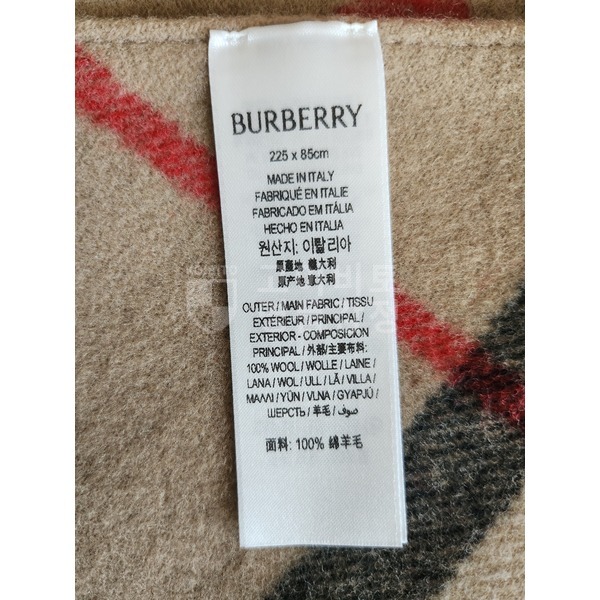 BURBERRY
225 x 85cm
MADE IN ITALY
FABRIQUÉ EN ITALIE
FABRICADO EM ITÁLIA
HECHO EN ITALIA
원산지: 이탈리아
原產地 義大利
原产地 意大利
OUTER / MAIN FABRIC / TISSU
EXTÉRIEUR / PRINCIPAL /
EXTERIOR - COMPOSICION
PRINCIPAL / 外部/主要布料:
100% WOOL / WOLLE / LAINE /
LANA / WOL / ULL / LÃ / VILLA /
ΜΑΛΛΙ / YÜN / VLNA / GYAPJÚ /
ШЕРСТЬ / 羊毛 / صوف /
面料: 100% 绵羊毛